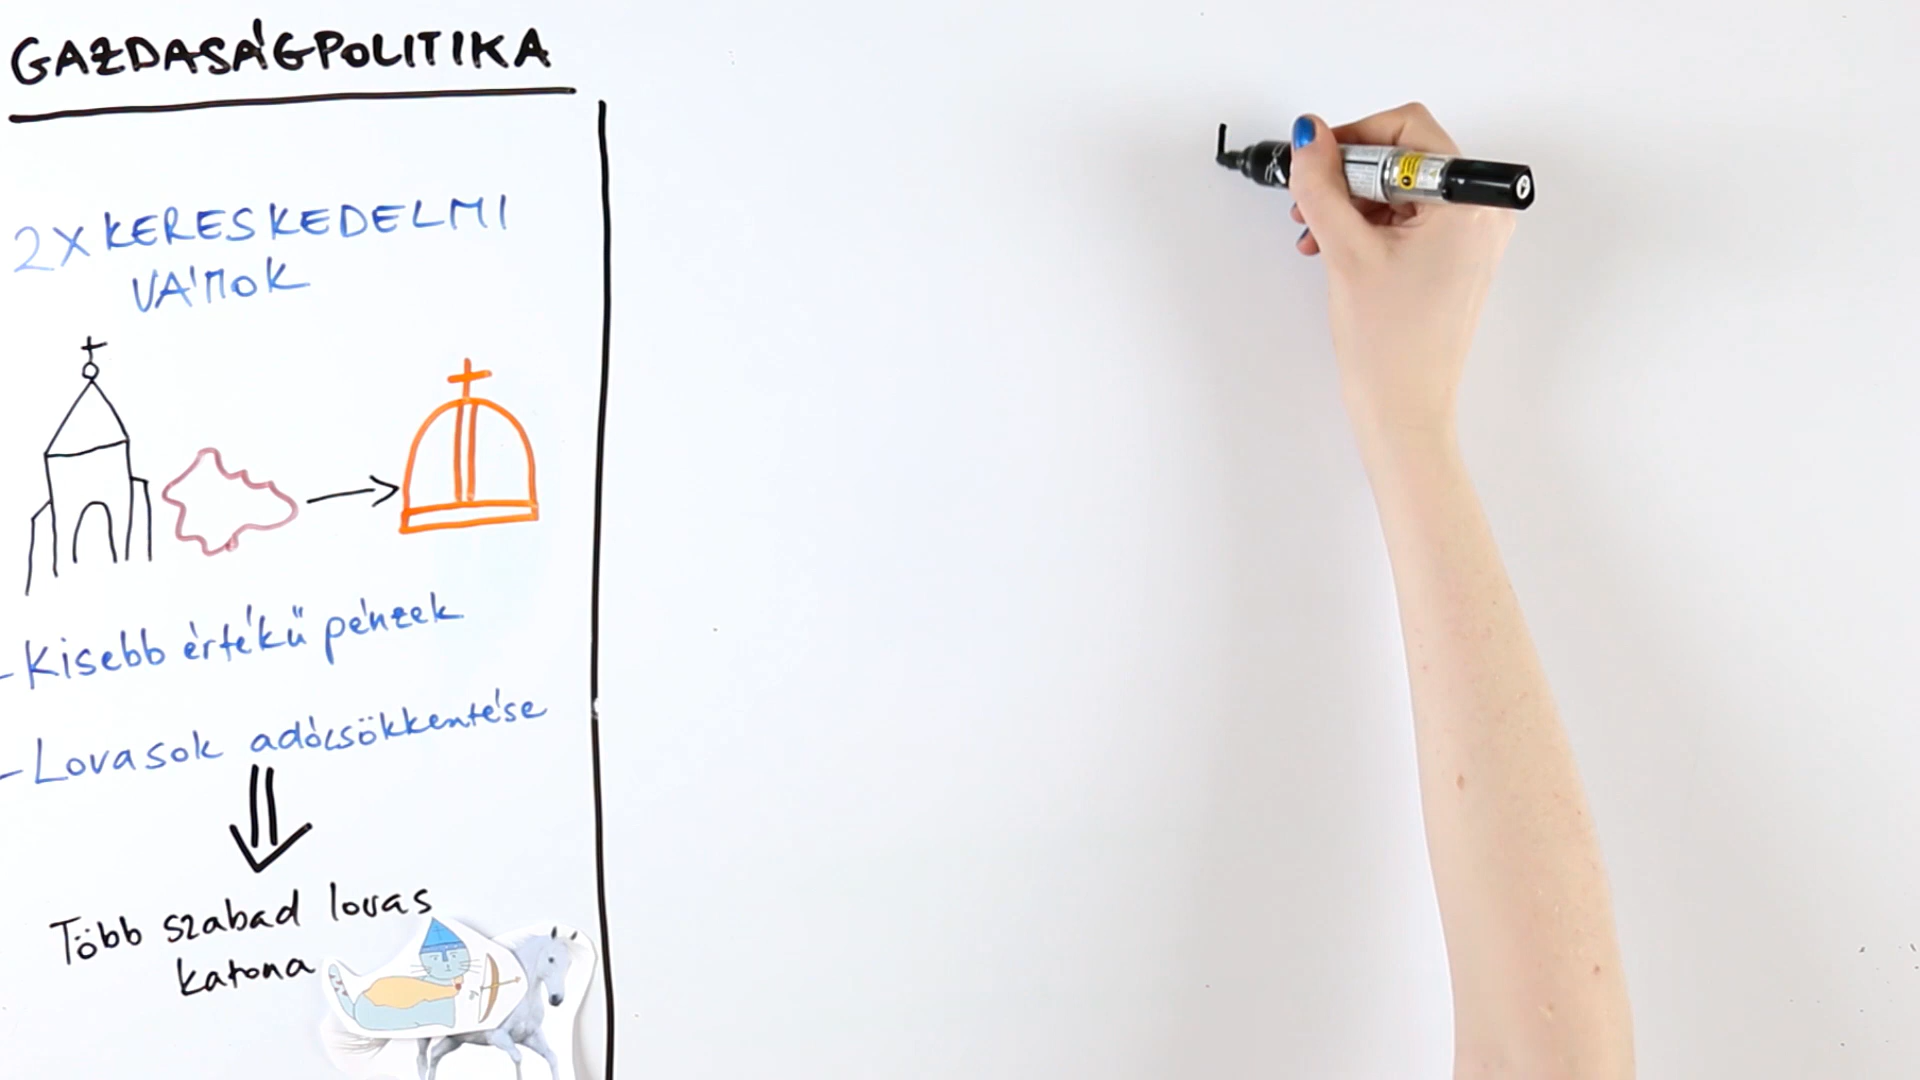 GAZDASÁGPOLITIKA
2X KERESKEDELMI
VÁMOK
- Kisebb értékű pénzek
- Lovasok adócsökkentése
Több szabad lovas
katona